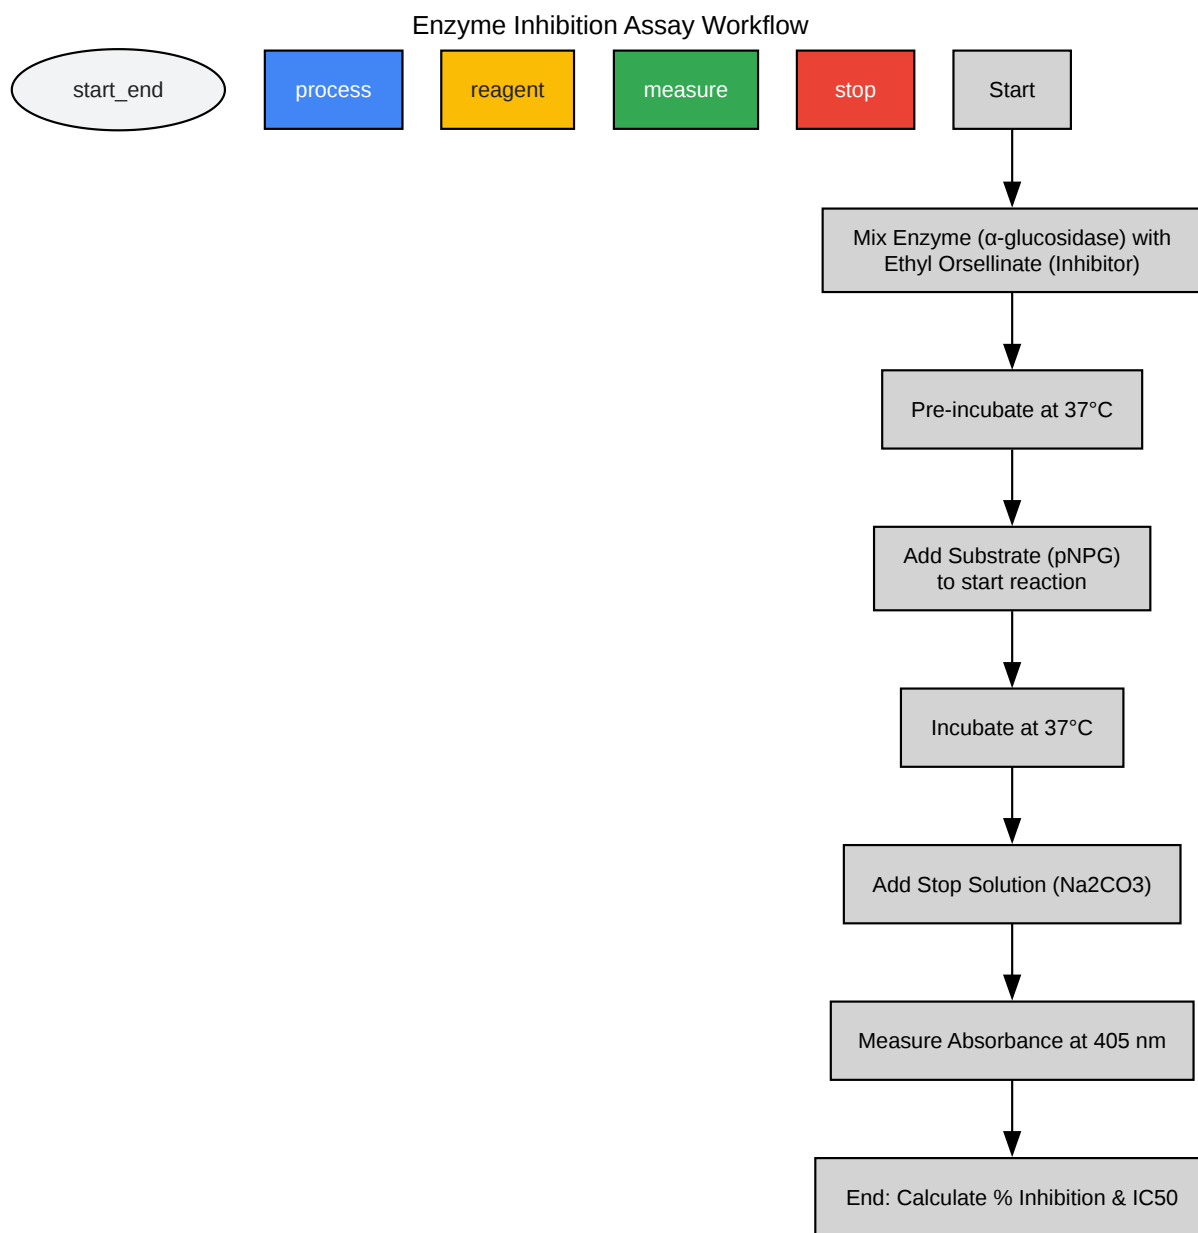 Enzyme Inhibition Assay Workflow
start_end
process
reagent
measure
stop
Start
Mix Enzyme (α-glucosidase) with
Ethyl Orsellinate (Inhibitor)
Pre-incubate at 37°C
Add Substrate (pNPG)
to start reaction
Incubate at 37°C
Add Stop Solution (Na2CO3)
Measure Absorbance at 405 nm
End: Calculate % Inhibition & IC50